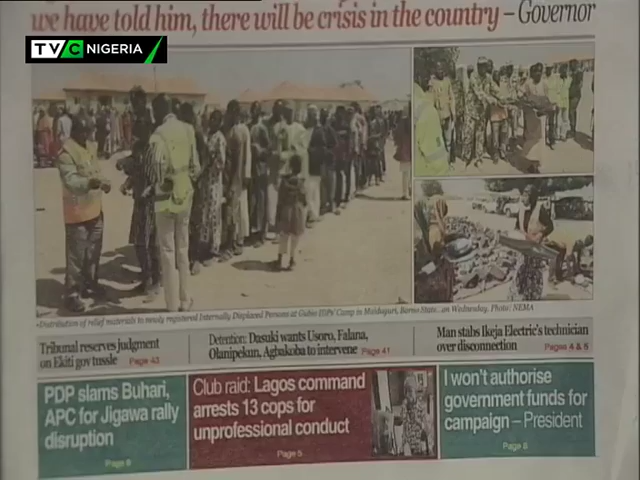 we have told him, there will be crisis in the country – Governor
TVC NIGERIA
•Distribution of relief materials to newly registered Internally Displaced Persons at Gubio IDPs' Camp in Maiduguri, Borno State...on Wednesday. Photo: NEMA
Tribunal reserves judgment
on Ekiti gov tussle Page 43
Detention: Dasuki wants Usoro, Falana,
Olanipekun, Agbakoba to intervene Page 41
Man stabs Ikeja Electric's technician
over disconnection Pages 4 & 5
PDP slams Buhari,
APC for Jigawa rally
disruption
Page 8
Club raid: Lagos command
arrests 13 cops for
unprofessional conduct
Page 5
I won't authorise
government funds for
campaign – President
Page 8